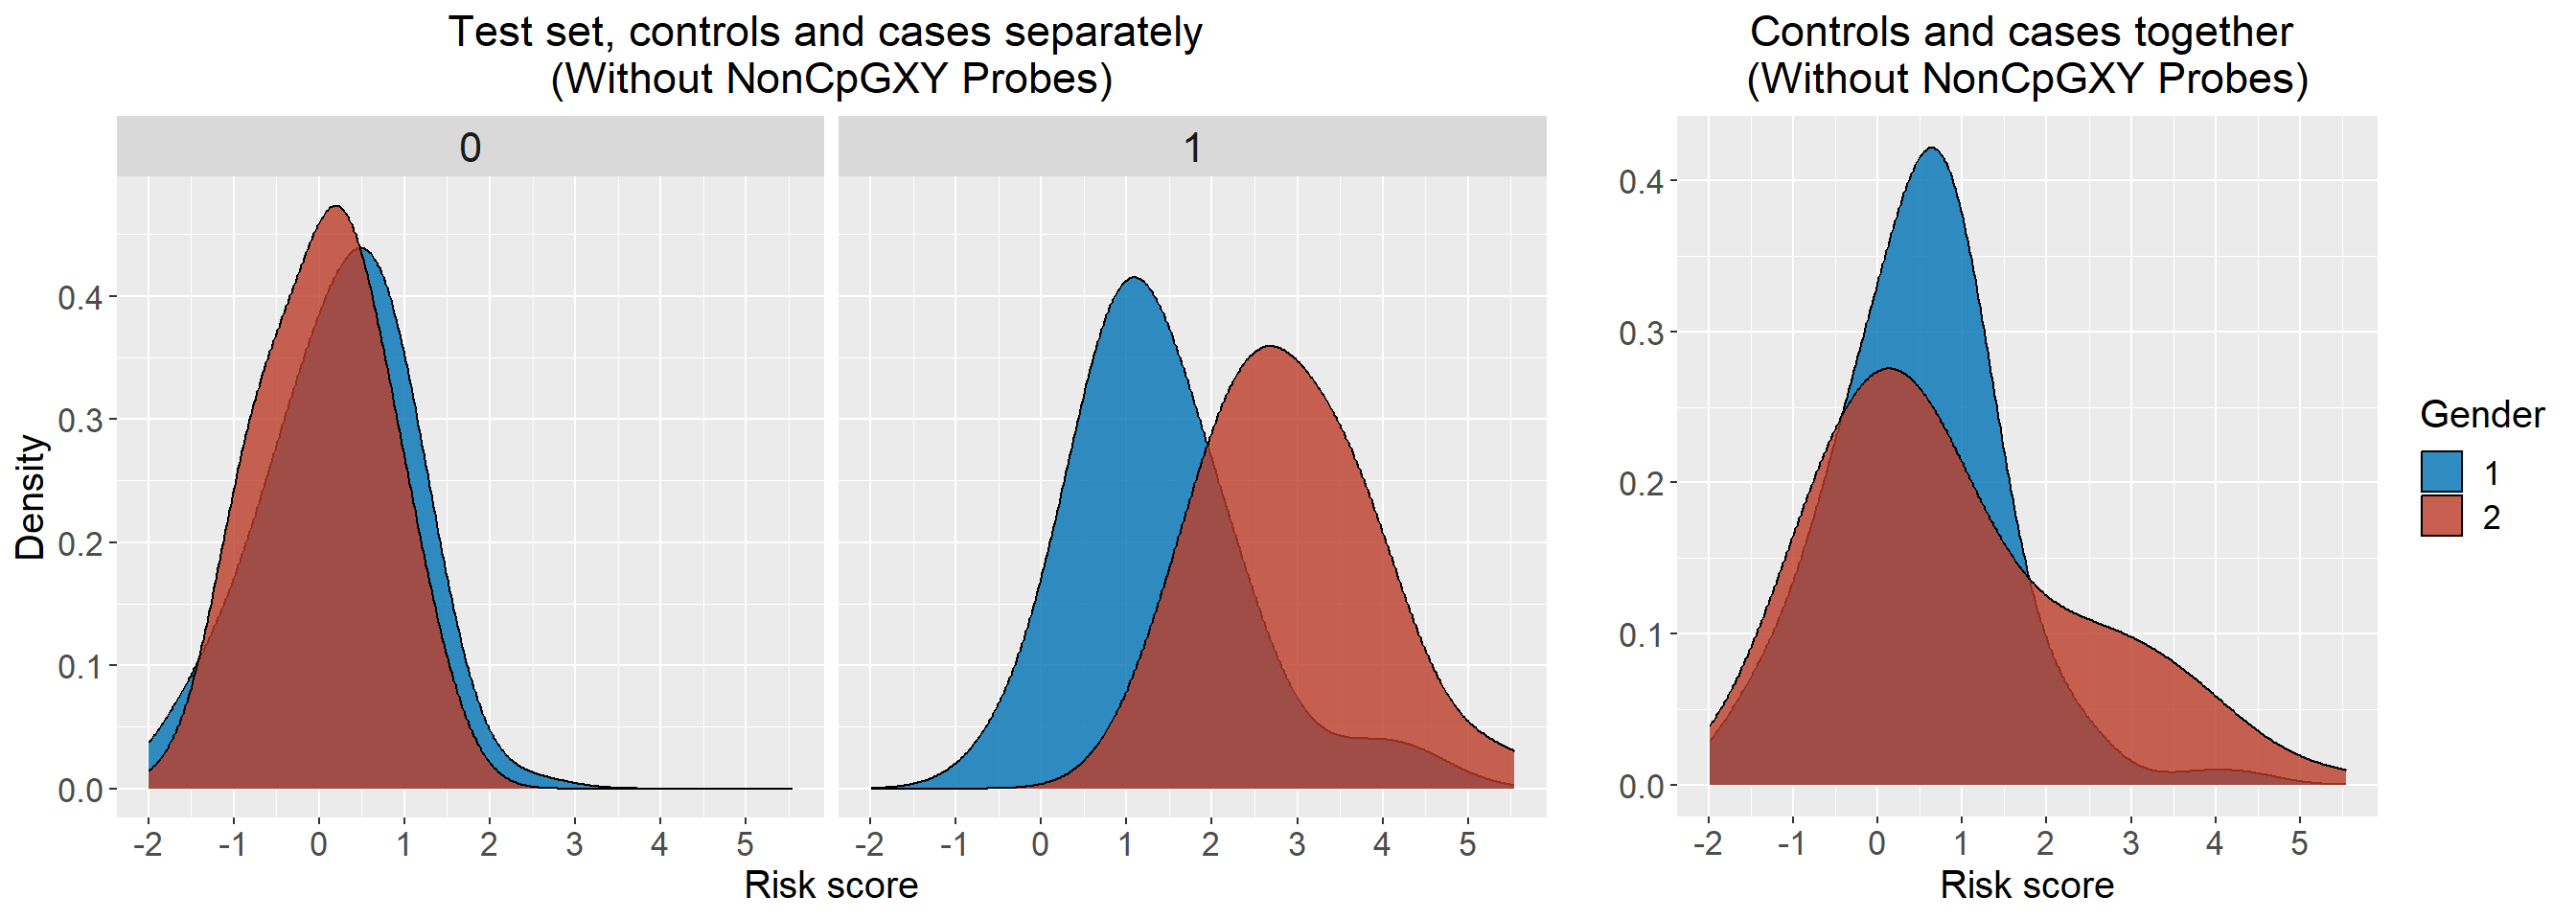 Test set, controls and cases separately
(Without NonCpGXY Probes)
Controls and cases together
(Without NonCpGXY Probes)
0
1
Density
0.4
0.3
0.2
0.1
0.0
-2 -1 0 1 2 3 4 5
-2 -1 0 1 2 3 4 5
Risk score
0.4
0.3
0.2
0.1
0.0
-2 -1 0 1 2 3 4 5
Risk score
Gender
1
2